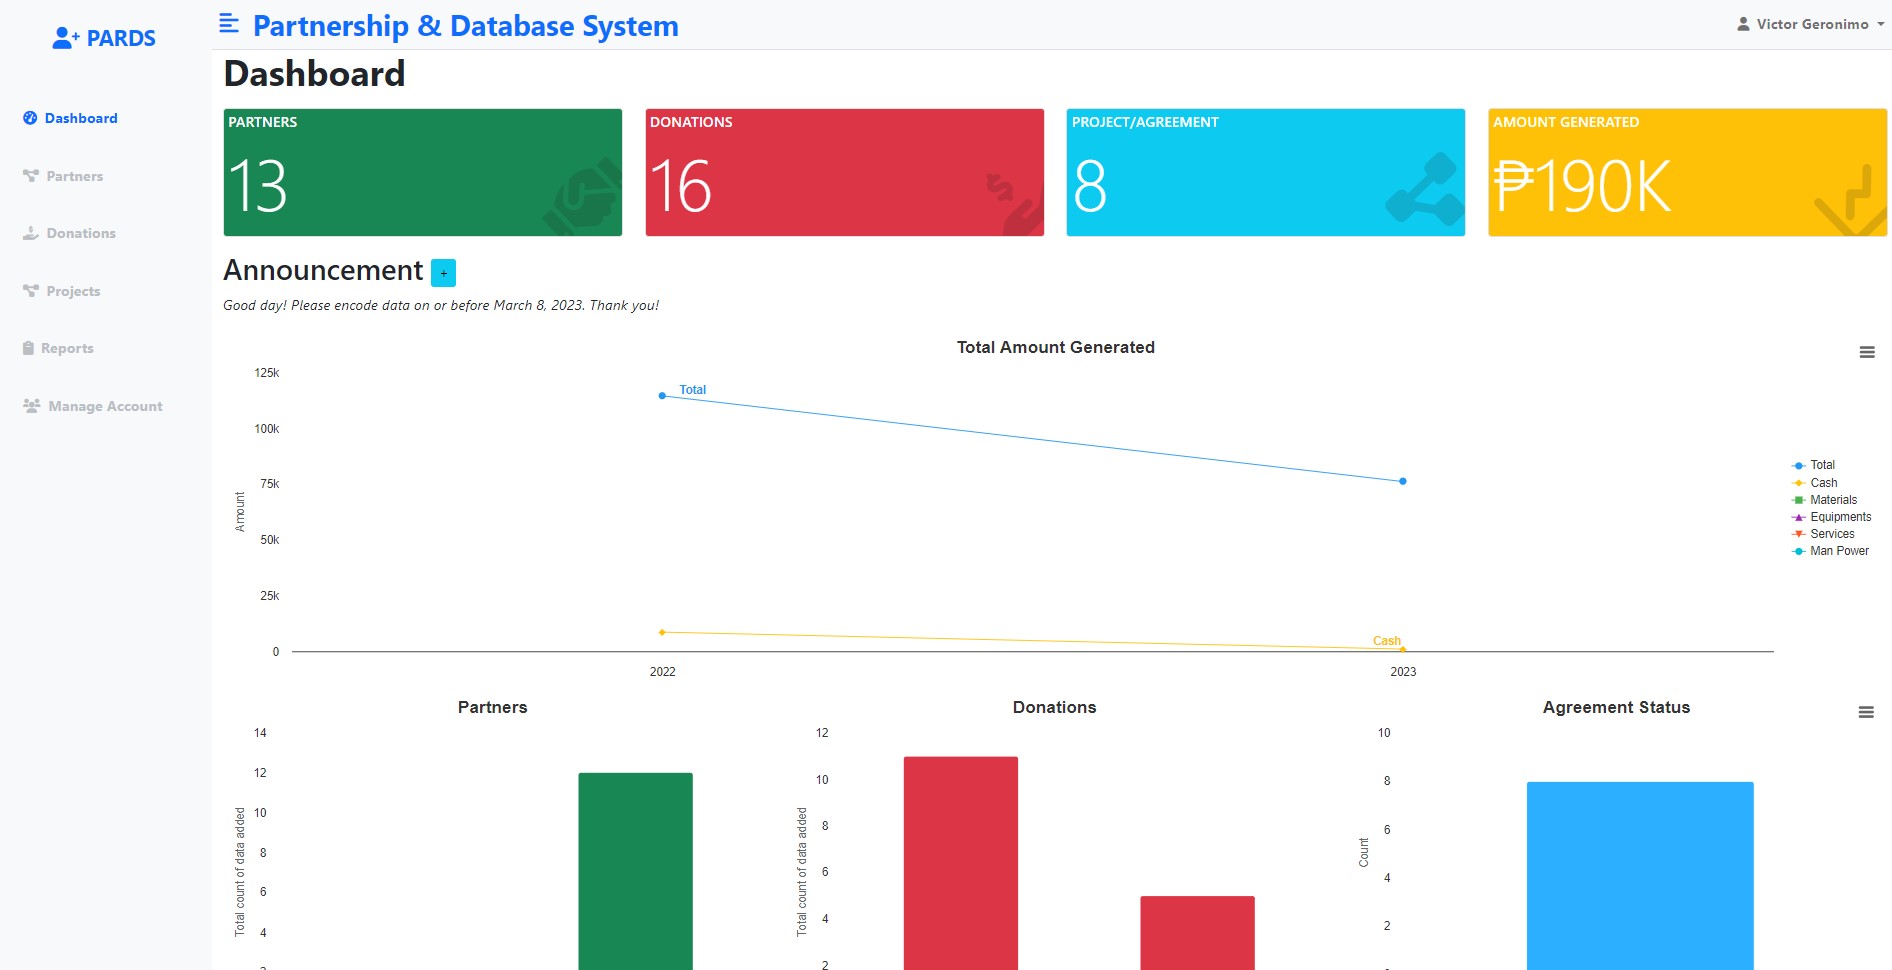 PARDS
Partnership & Database System
Victor Geronimo
Dashboard
Partners
Donations
Projects
Reports
Manage Account
Dashboard
PARTNERS
13
DONATIONS
16
PROJECT/AGREEMENT
8
AMOUNT GENERATED
₱190K
Announcement +
Good day! Please encode data on or before March 8, 2023. Thank you!
Total Amount Generated
Amount
125k
100k
75k
50k
25k
0
Total
Cash
2022
2023
Total
Cash
Materials
Equipments
Services
Man Power
Partners
Total count of data added
14
12
10
8
6
4
Donations
Total count of data added
12
10
8
6
4
2
Agreement Status
Count
10
8
6
4
2